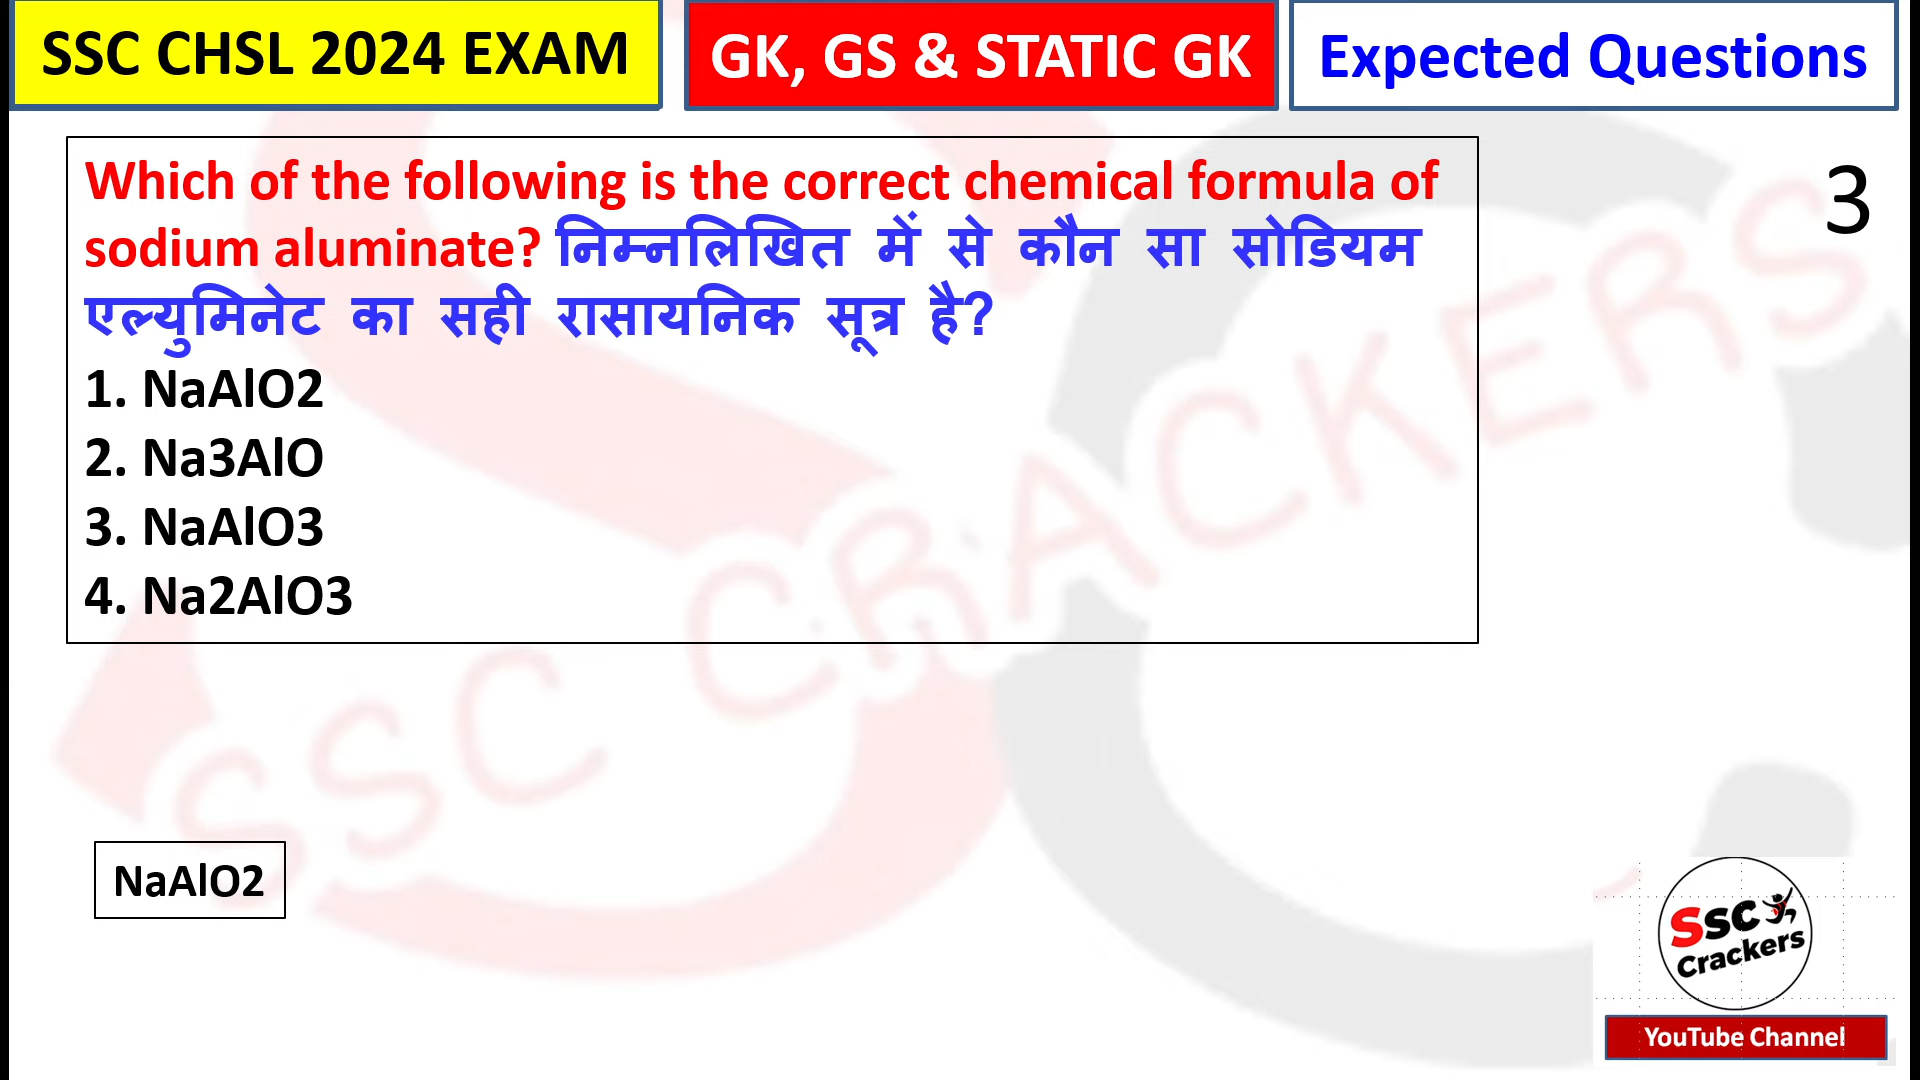 SSC CHSL 2024 EXAM
GK, GS & STATIC GK
Expected Questions
3
Which of the following is the correct chemical formula of
sodium aluminate? निम्नलिखित में से कौन सा सोडियम
एल्युमिनेट का सही रासायनिक सूत्र है?
1. NaAlO2
2. Na3AlO
3. NaAlO3
4. Na2AlO3
SSC CRACKERS
NaAlO2
SSC
Crackers
YouTube Channel